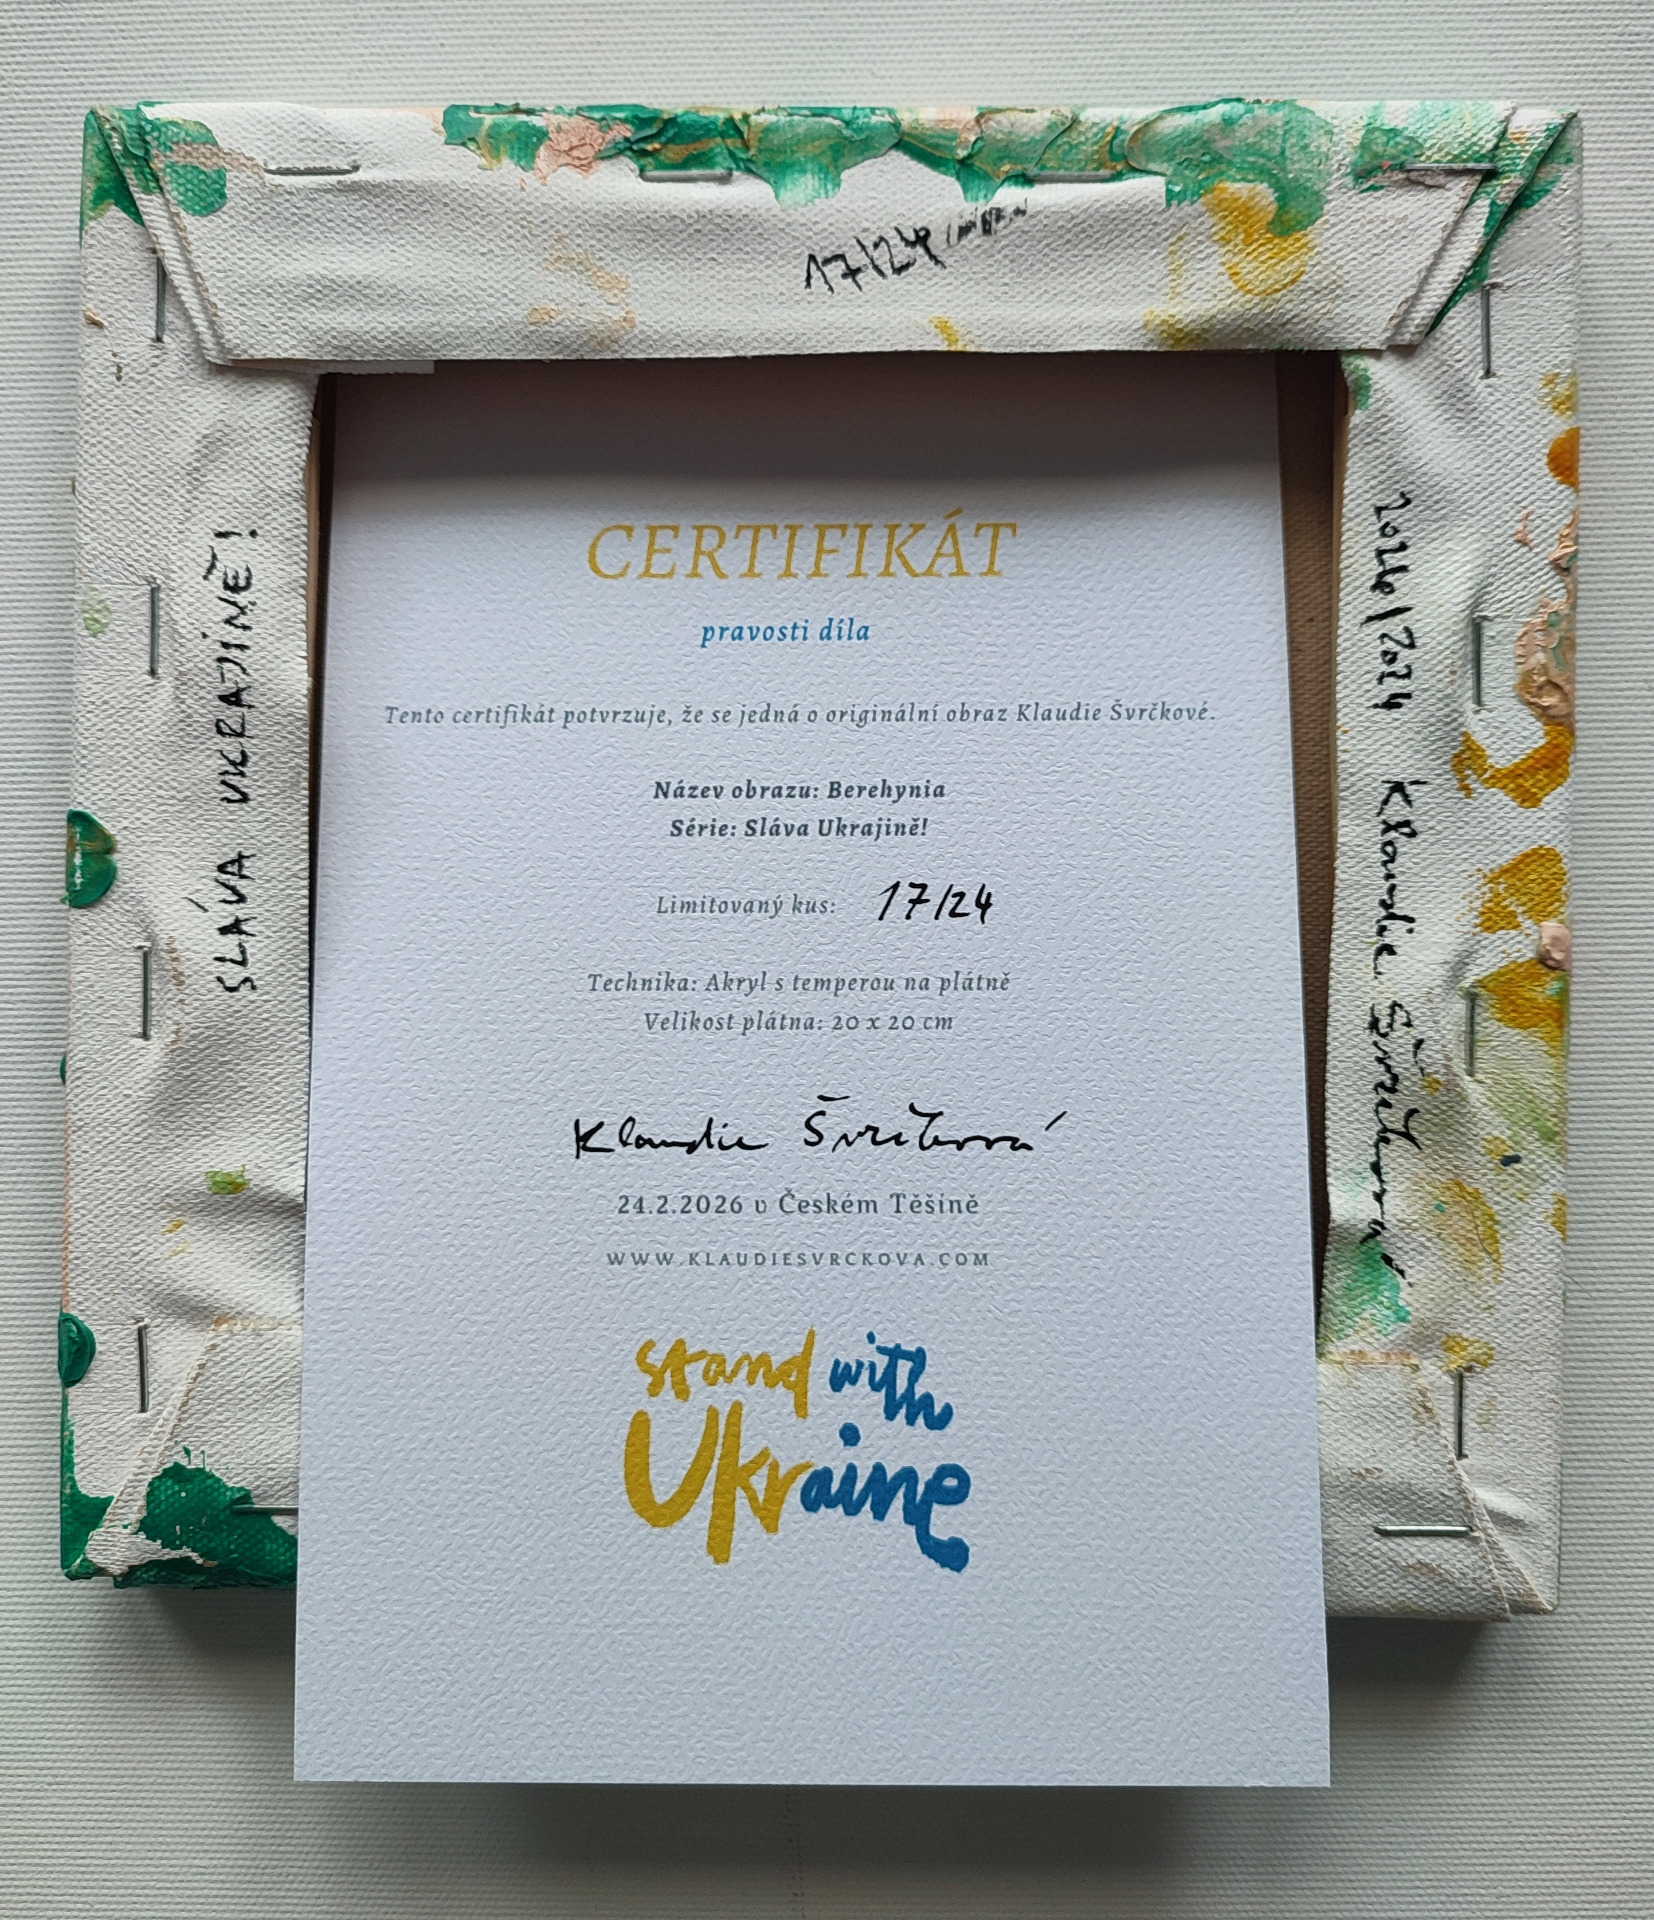 17/24
SLÁVA UKRAJINĚ!
CERTIFIKÁT
pravosti díla
Tento certifikát potvrzuje, že se jedná o originální obraz Klaudie Švrčkové.
Název obrazu: Berehynia
Série: Sláva Ukrajině!
Limitovaný kus: 17/24
Technika: Akryl s temperou na plátně
Velikost plátna: 20 x 20 cm
Klaudie Švrčková
24.2.2026 v Českém Těšíně
WWW.KLAUDIESVRCKOVA.COM
stand with
Ukraine
Klaudie Švrčková